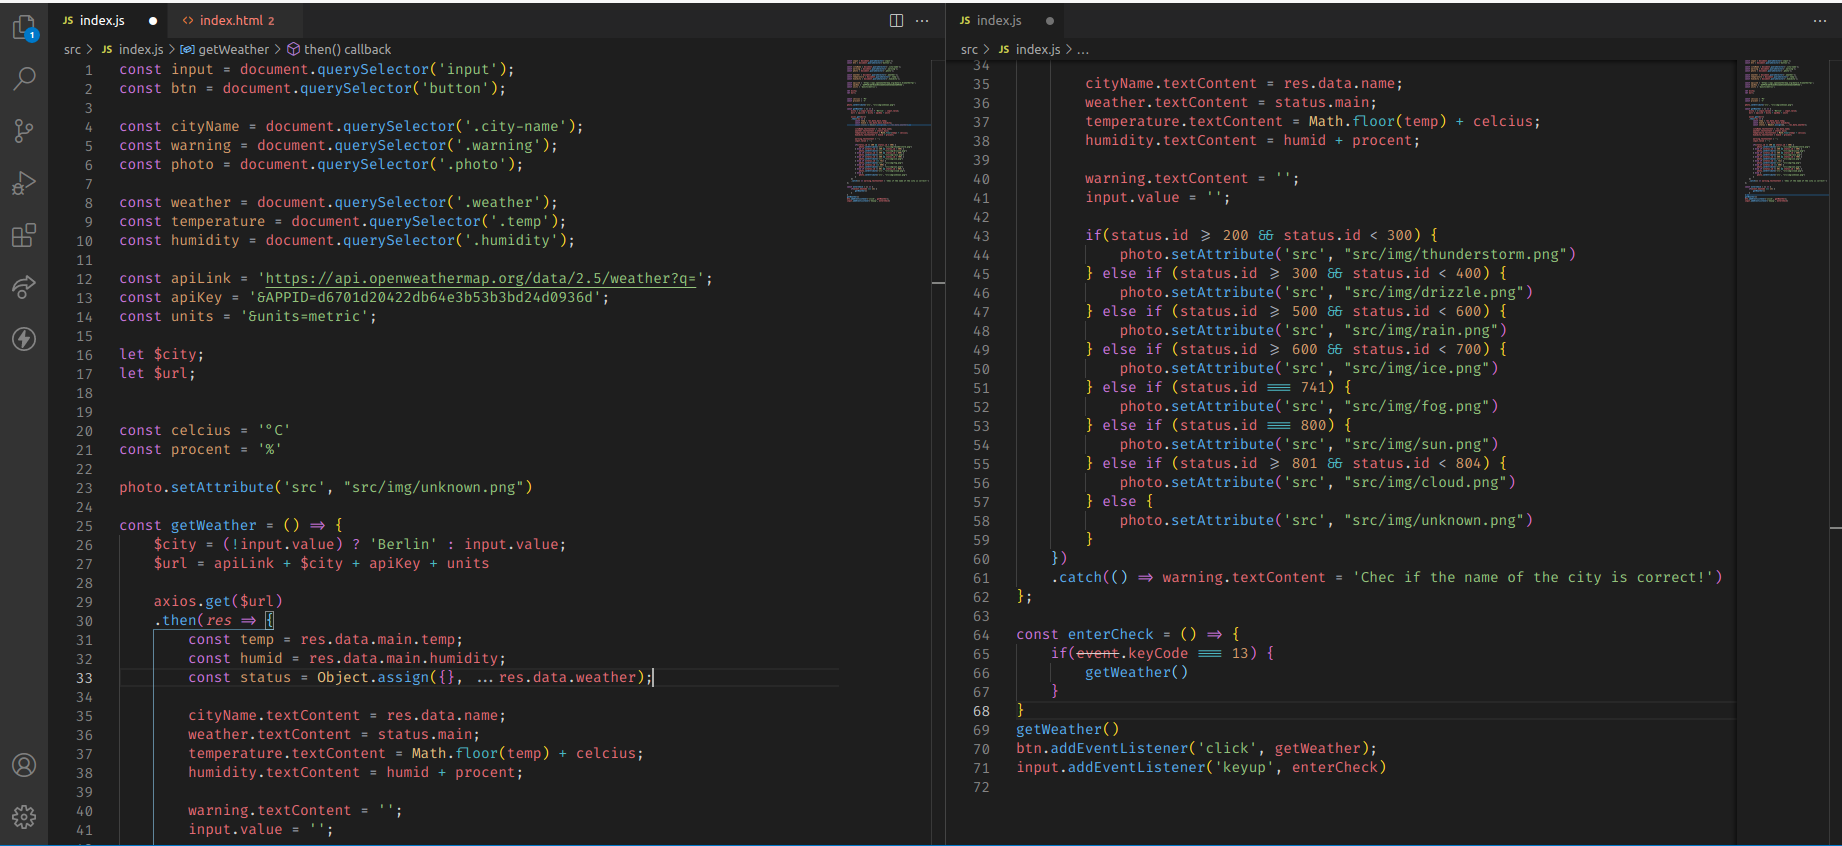 JS index.js ●
<> index.html 2
src > JS index.js > getWeather > then() callback
1 const input = document.querySelector('input');
2 const btn = document.querySelector('button');
3
4 const cityName = document.querySelector('.city-name');
5 const warning = document.querySelector('.warning');
6 const photo = document.querySelector('.photo');
7
8 const weather = document.querySelector('.weather');
9 const temperature = document.querySelector('.temp');
10 const humidity = document.querySelector('.humidity');
11
12 const apiLink = 'https://api.openweathermap.org/data/2.5/weather?q=';
13 const apiKey = '&APPID=d6701d20422db64e3b53b3bd24d0936d';
14 const units = '&units=metric';
15
16 let $city;
17 let $url;
18
19
20 const celcius = '°C'
21 const procent = '%'
22
23 photo.setAttribute('src', "src/img/unknown.png")
24
25 const getWeather = () => {
26 $city = (!input.value) ? 'Berlin' : input.value;
27 $url = apiLink + $city + apiKey + units
28
29 axios.get($url)
30 .then(res => {
31 const temp = res.data.main.temp;
32 const humid = res.data.main.humidity;
33 const status = Object.assign({}, ...res.data.weather);
34
35 cityName.textContent = res.data.name;
36 weather.textContent = status.main;
37 temperature.textContent = Math.floor(temp) + celcius;
38 humidity.textContent = humid + procent;
39
40 warning.textContent = '';
41 input.value = '';
1
JS index.js ●
src > JS index.js > ...
34
35 cityName.textContent = res.data.name;
36 weather.textContent = status.main;
37 temperature.textContent = Math.floor(temp) + celcius;
38 humidity.textContent = humid + procent;
39
40 warning.textContent = '';
41 input.value = '';
42
43 if(status.id >= 200 && status.id < 300) {
44 photo.setAttribute('src', "src/img/thunderstorm.png")
45 } else if (status.id >= 300 && status.id < 400) {
46 photo.setAttribute('src', "src/img/drizzle.png")
47 } else if (status.id >= 500 && status.id < 600) {
48 photo.setAttribute('src', "src/img/rain.png")
49 } else if (status.id >= 600 && status.id < 700) {
50 photo.setAttribute('src', "src/img/ice.png")
51 } else if (status.id === 741) {
52 photo.setAttribute('src', "src/img/fog.png")
53 } else if (status.id === 800) {
54 photo.setAttribute('src', "src/img/sun.png")
55 } else if (status.id >= 801 && status.id < 804) {
56 photo.setAttribute('src', "src/img/cloud.png")
57 } else {
58 photo.setAttribute('src', "src/img/unknown.png")
59 }
60 })
61 .catch(() => warning.textContent = 'Chec if the name of the city is correct!')
62 };
63
64 const enterCheck = () => {
65 if(event.keyCode === 13) {
66 getWeather()
67 }
68 }
69 getWeather()
70 btn.addEventListener('click', getWeather);
71 input.addEventListener('keyup', enterCheck)
72